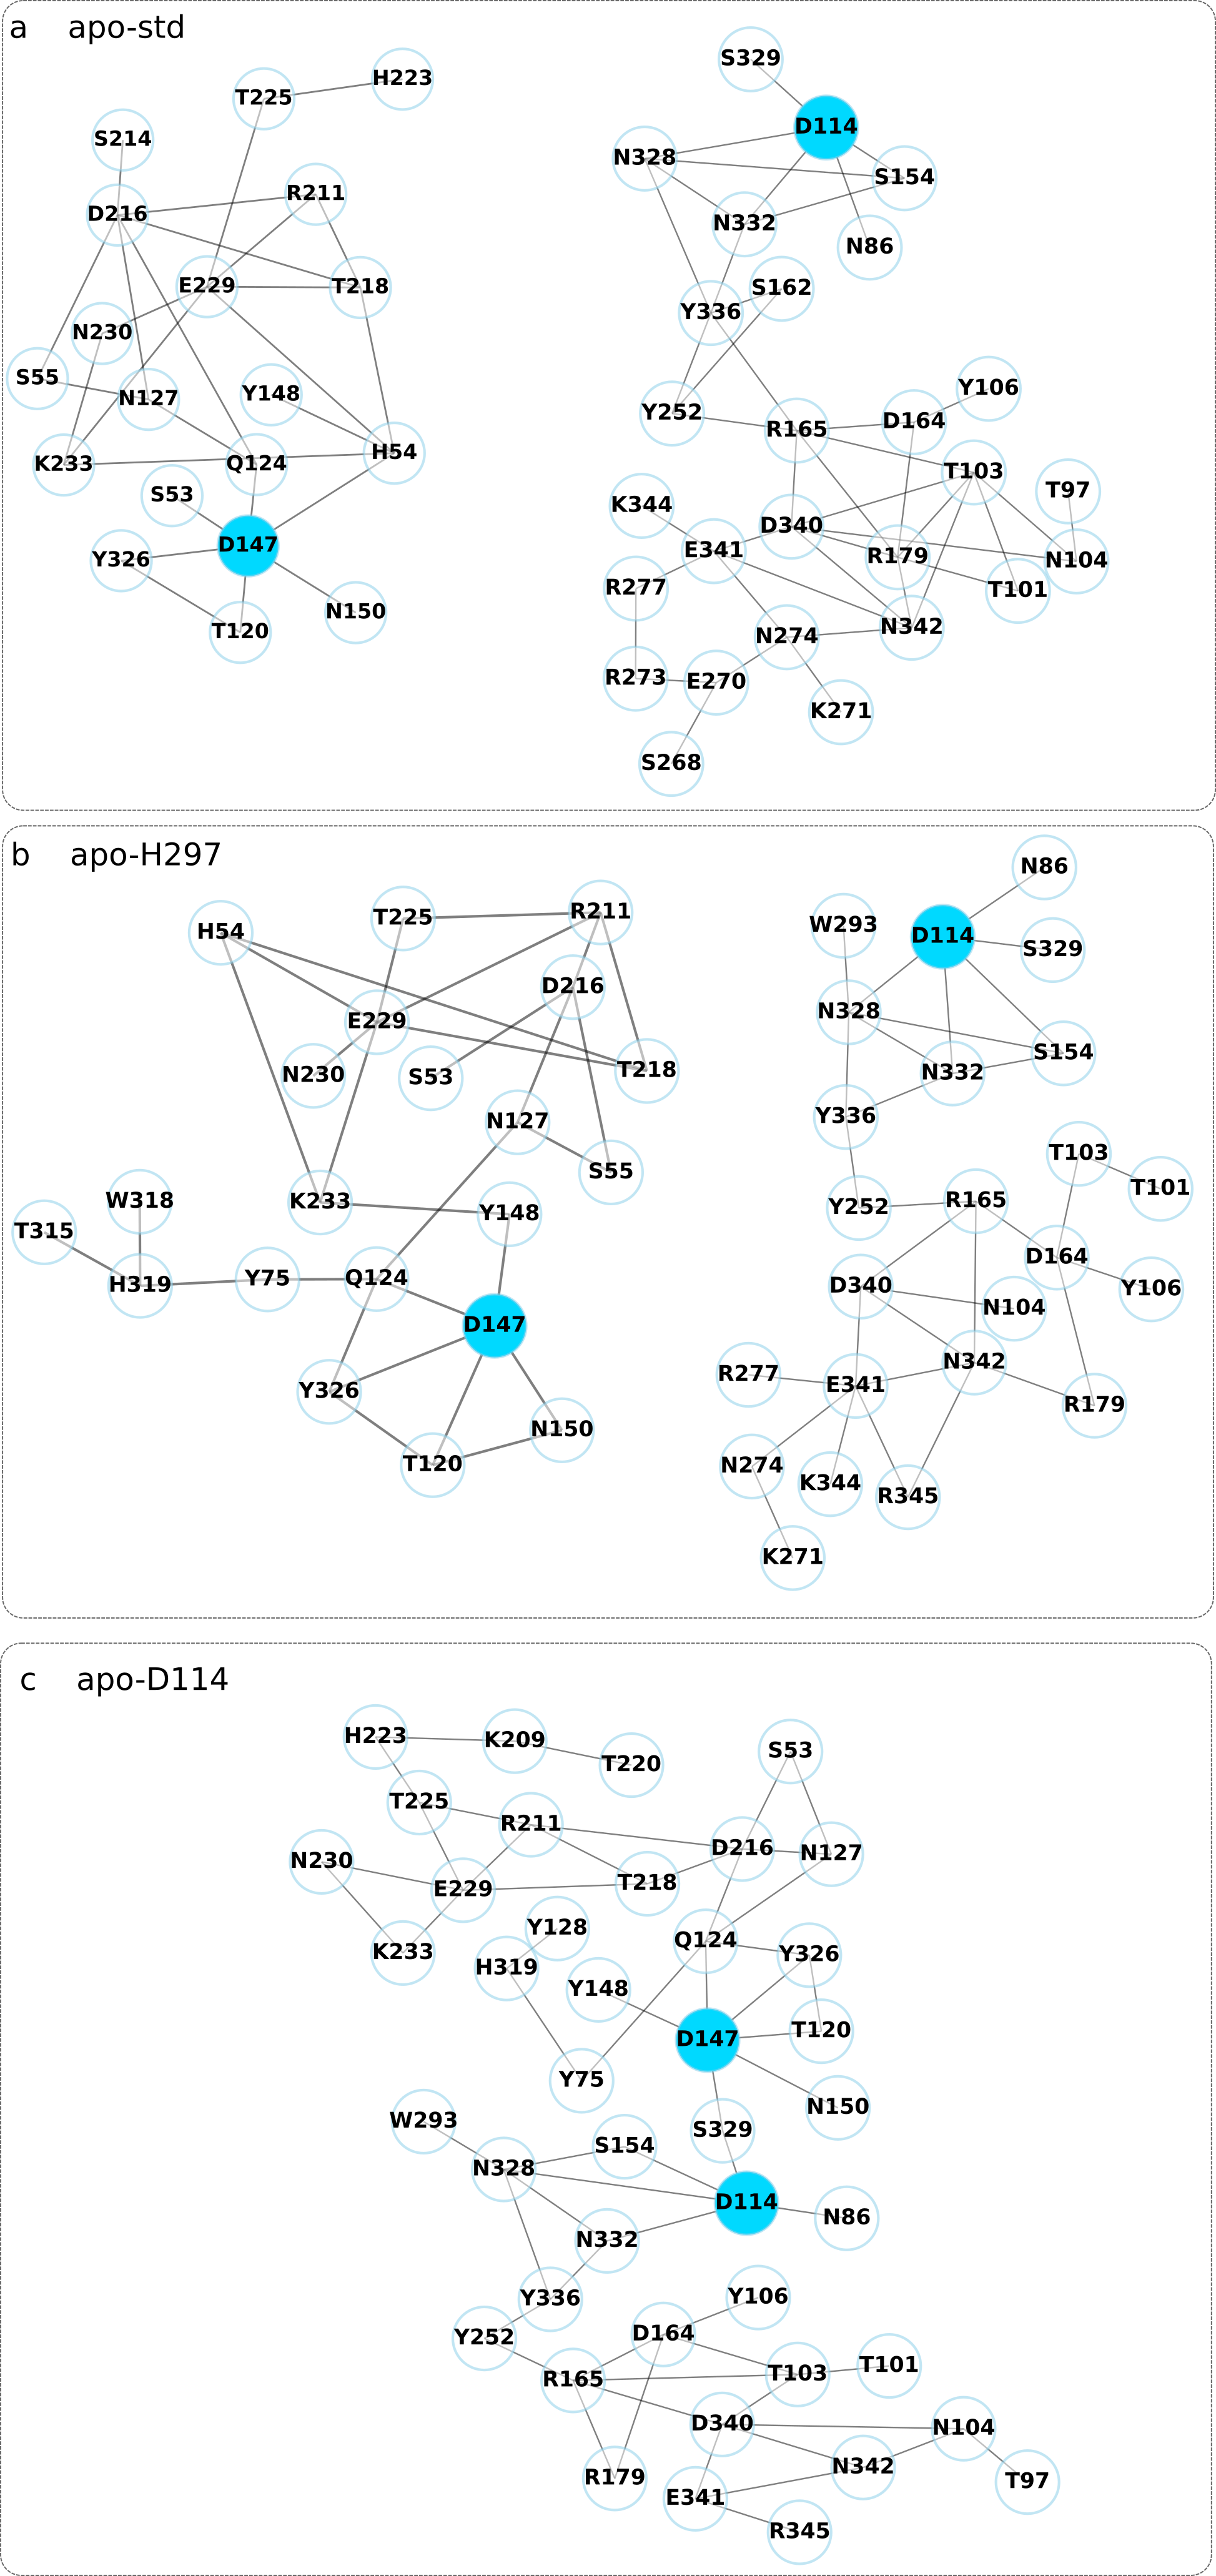 a apo-std
S329
H223
T225
D114
S214
N328
S154
R211
D216
N332
N86
E229
T218
S162
Y336
N230
S55
Y106
Y148
N127
Y252
D164
R165
H54
K233
Q124
T103
T97
S53
K344
D340
D147
E341
R179
Y326
N104
R277
T101
N150
N342
T120
N274
R273
E270
K271
S268
b apo-H297
N86
R211
T225
W293
H54
D114
S329
D216
N328
E229
S154
T218
N332
N230
S53
Y336
N127
T103
S55
T101
W318
K233
R165
Y252
Y148
T315
D164
Q124
Y75
H319
D340
Y106
N104
D147
N342
R277
E341
Y326
R179
N150
T120
N274
K344
R345
K271
c apo-D114
H223
K209
S53
T220
T225
R211
D216
N127
N230
T218
E229
Y128
Q124
K233
Y326
H319
Y148
T120
D147
Y75
N150
W293
S329
S154
N328
D114
N86
N332
Y106
Y336
D164
Y252
T101
T103
R165
D340
N104
N342
R179
T97
E341
R345